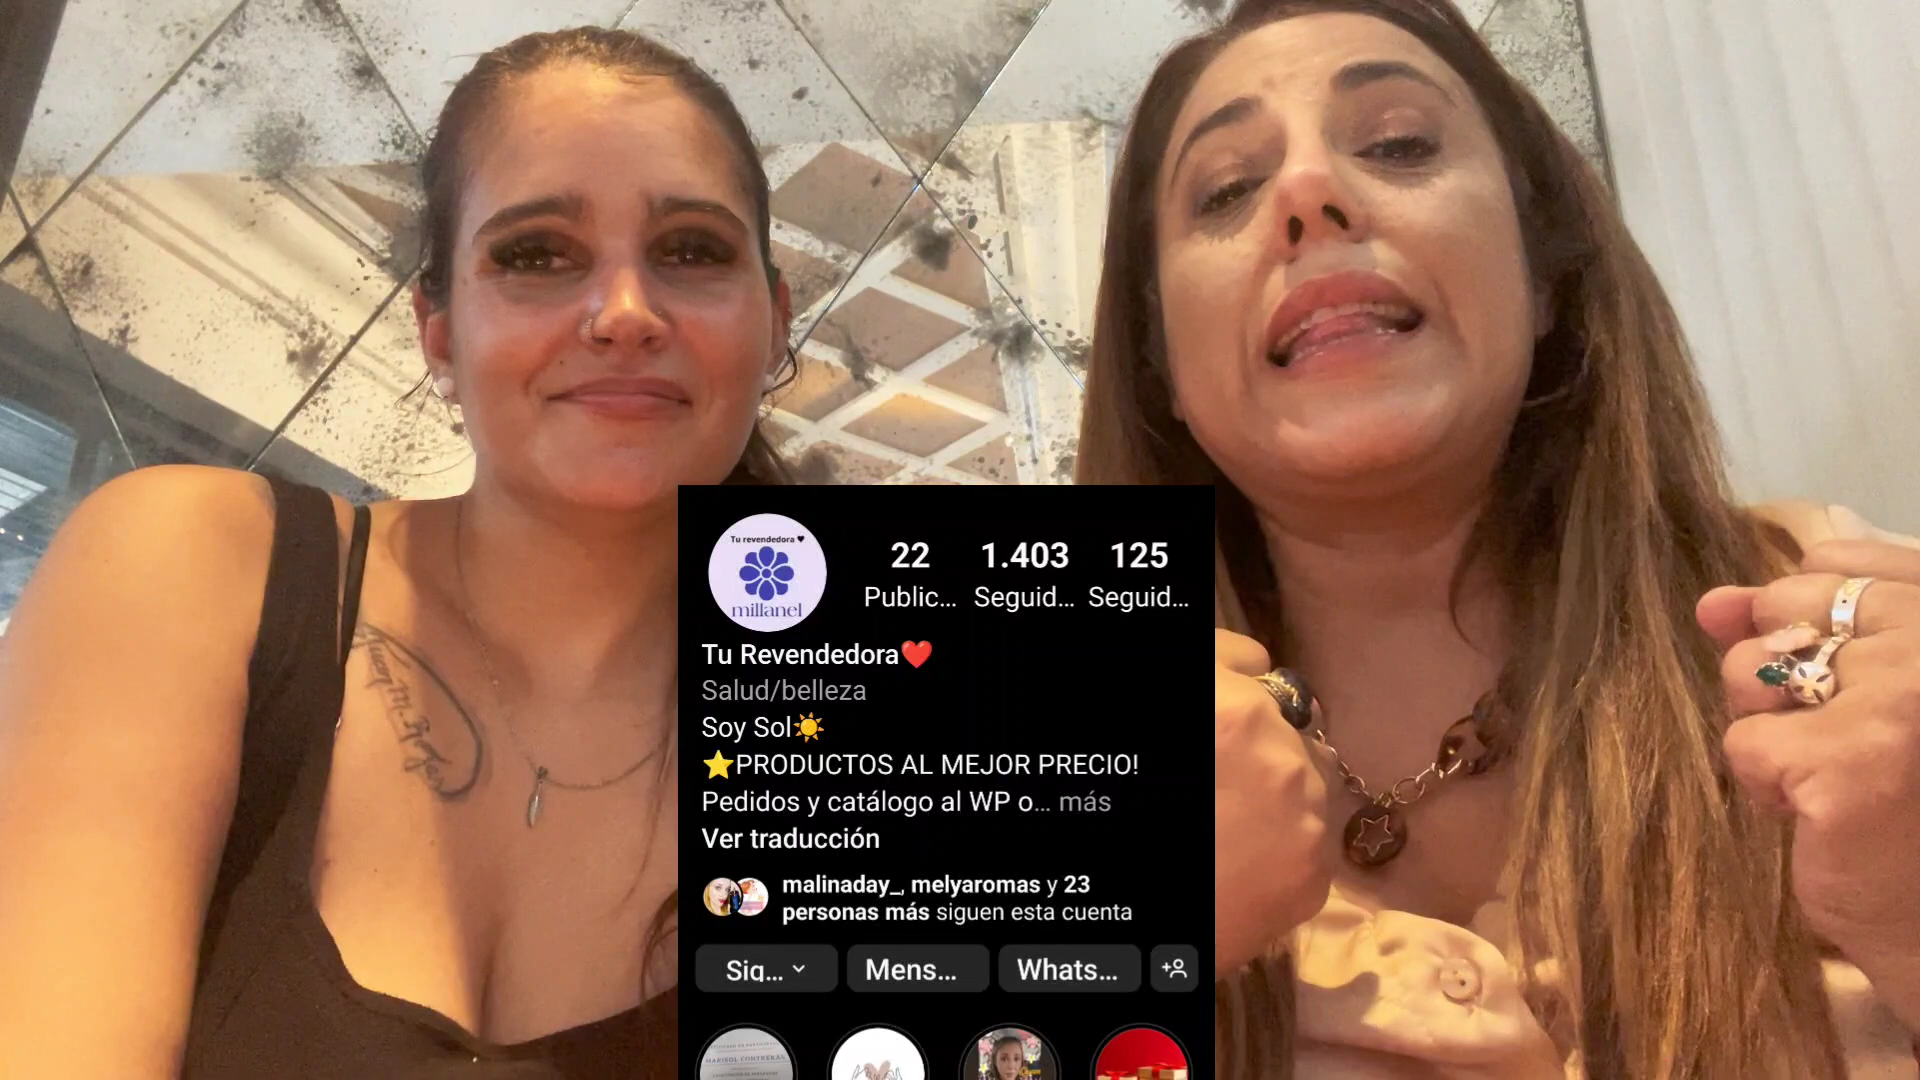 Tu revendedora ♥
millanel
22 1.403 125
Public... Seguid... Seguid...
Tu Revendedora❤️
Salud/belleza
Soy Sol☀️
⭐PRODUCTOS AL MEJOR PRECIO!
Pedidos y catálogo al WP o... más
Ver traducción
malinaday_, melyaromas y 23
personas más siguen esta cuenta
Sig... Mens... Whats...
MARISOL CONTRERAS